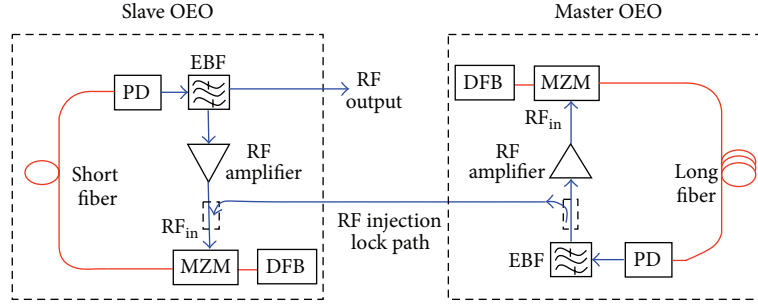 Slave OEO
Master OEO
EBF
PD
RF
output
RF
amplifier
Short
fiber
RFin
MZM
DFB
RF injection
lock path
DFB
MZM
RFin
RF
amplifier
Long
fiber
EBF
PD